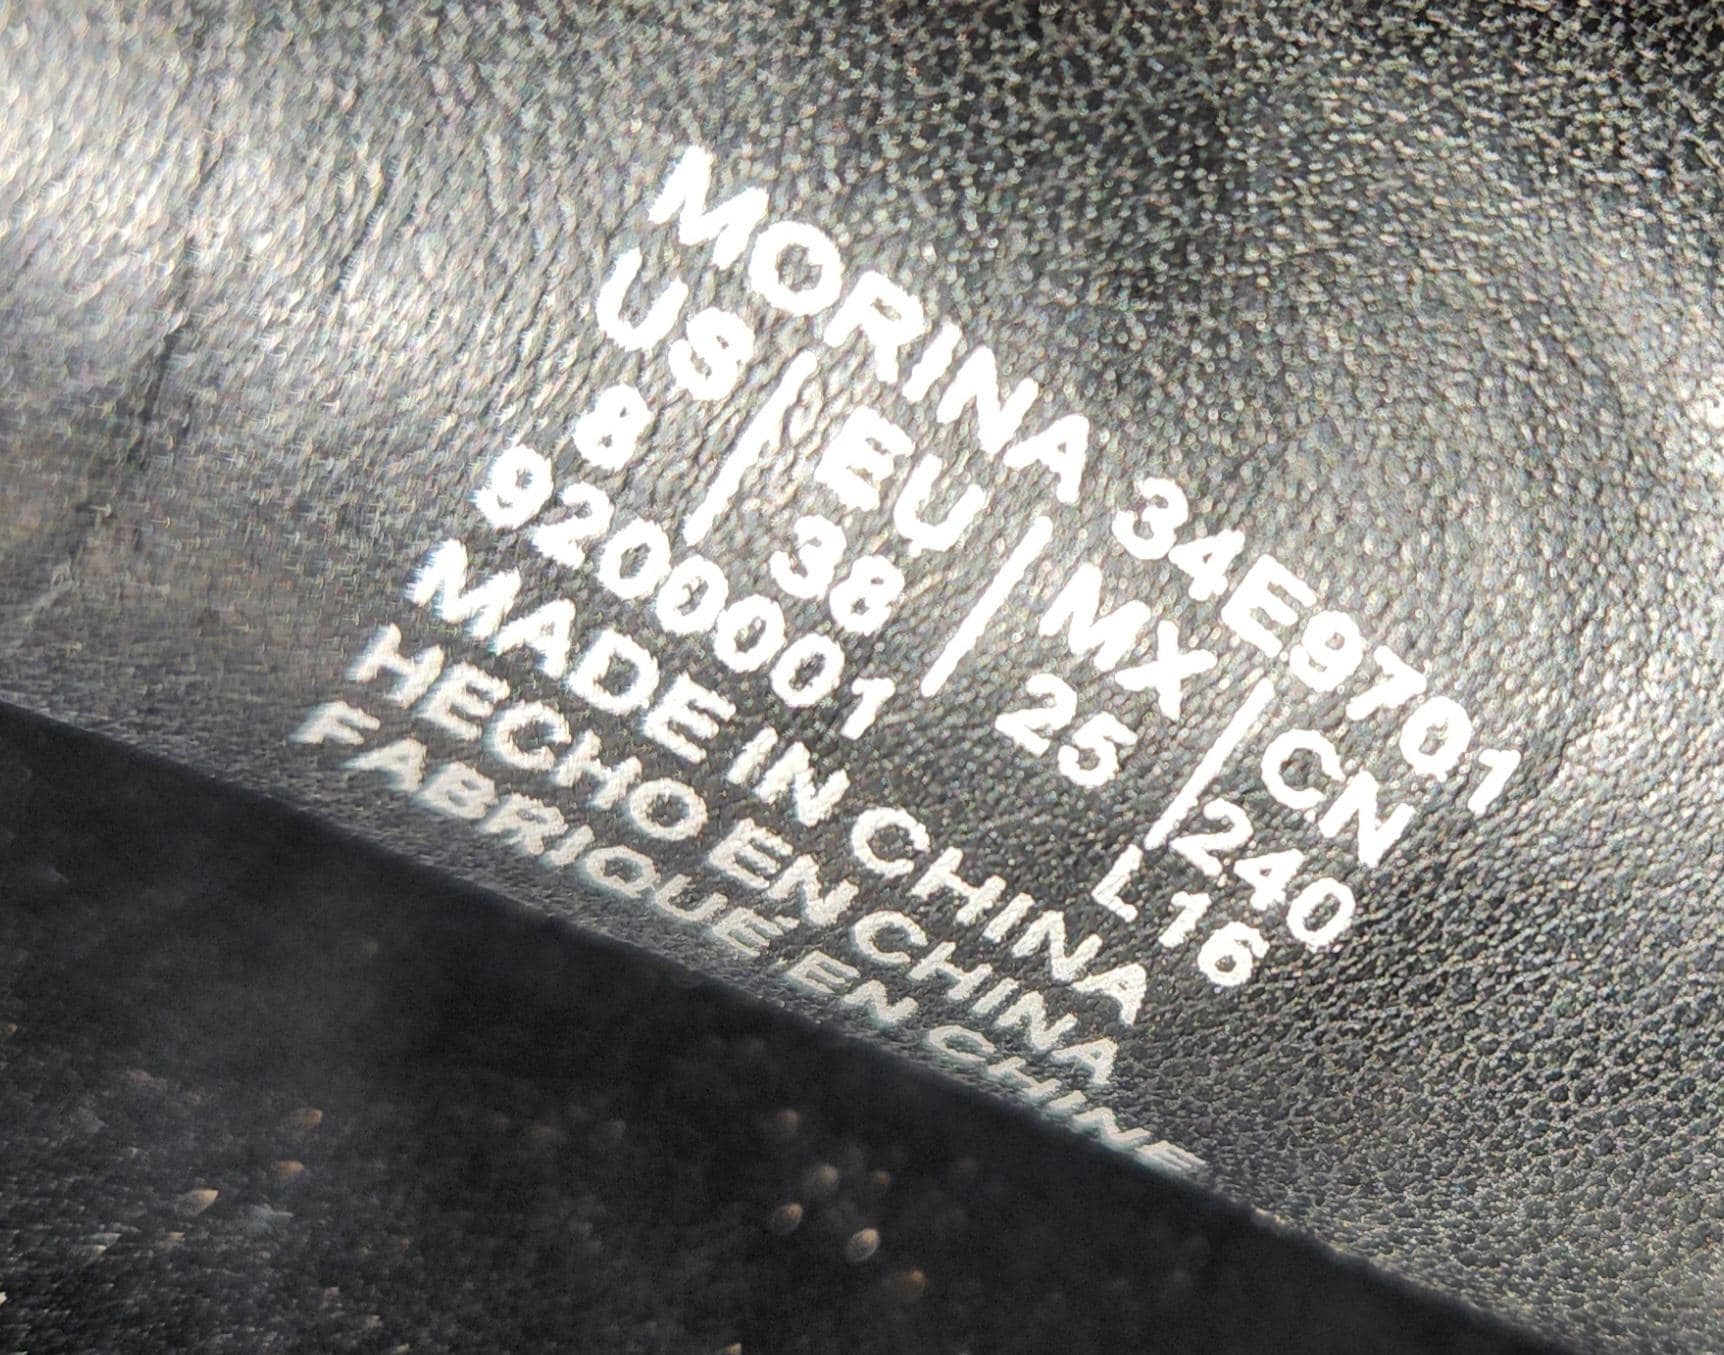 MORINA 34E9701
US / EU / MX / CN
8 38 25 240
9200001 L16
MADE IN CHINA
HECHO EN CHINA
FABRIQUÉ EN CHINE